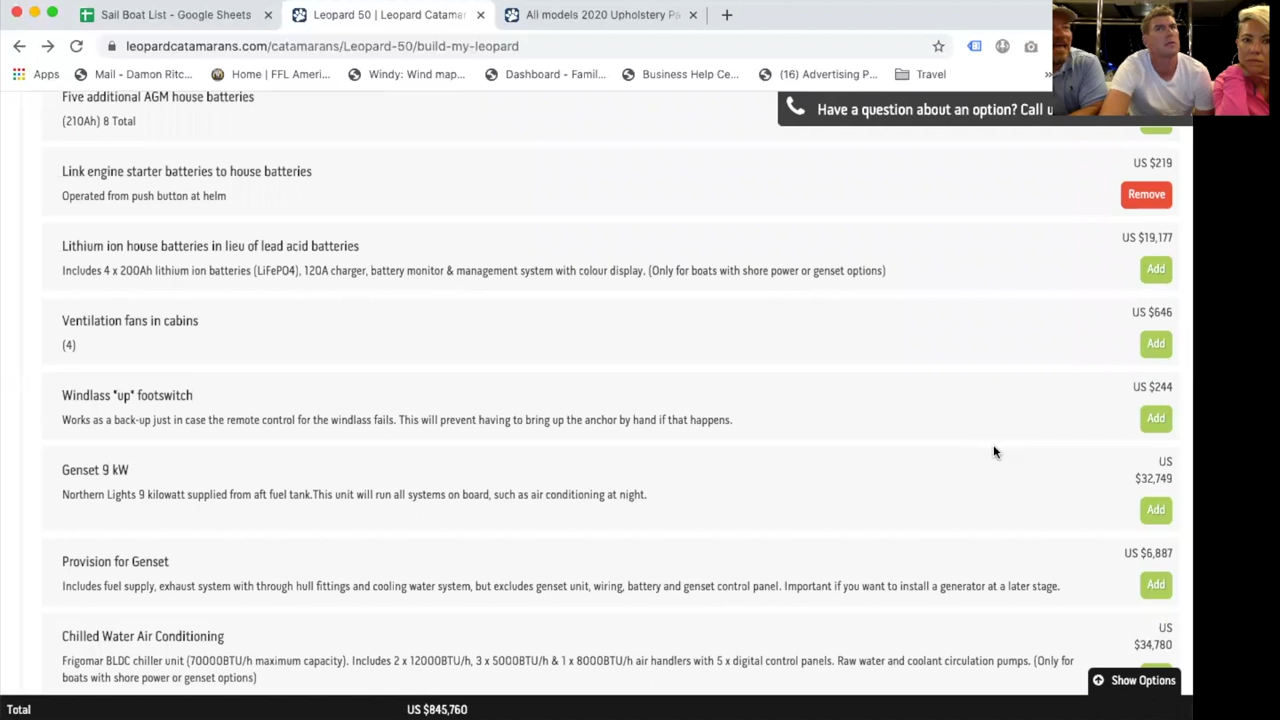 Sail Boat List - Google Sheets
Leopard 50 | Leopard Catamar
All models 2020 Upholstery Pa
leopardcatamarans.com/catamarans/Leopard-50/build-my-leopard
Apps
Mail - Damon Ritc...
Home | FFL Ameri...
Windy: Wind map...
Dashboard - Famil...
Business Help Ce...
(16) Advertising P...
Travel
»
Five additional AGM house batteries
(210Ah) 8 Total
Have a question about an option? Call u
Link engine starter batteries to house batteries
Operated from push button at helm
US $219
Remove
Lithium ion house batteries in lieu of lead acid batteries
Includes 4 x 200Ah lithium ion batteries (LiFePO4), 120A charger, battery monitor & management system with colour display. (Only for boats with shore power or genset options)
US $19,177
Add
Ventilation fans in cabins
(4)
US $646
Add
Windlass "up" footswitch
Works as a back-up just in case the remote control for the windlass fails. This will prevent having to bring up the anchor by hand if that happens.
US $244
Add
Genset 9 kW
Northern Lights 9 kilowatt supplied from aft fuel tank.This unit will run all systems on board, such as air conditioning at night.
US
$32,749
Add
Provision for Genset
Includes fuel supply, exhaust system with through hull fittings and cooling water system, but excludes genset unit, wiring, battery and genset control panel. Important if you want to install a generator at a later stage.
US $6,887
Add
Chilled Water Air Conditioning
Frigomar BLDC chiller unit (70000BTU/h maximum capacity). Includes 2 x 12000BTU/h, 3 x 5000BTU/h & 1 x 8000BTU/h air handlers with 5 x digital control panels. Raw water and coolant circulation pumps. (Only for
boats with shore power or genset options)
US
$34,780
Show Options
Total
US $845,760